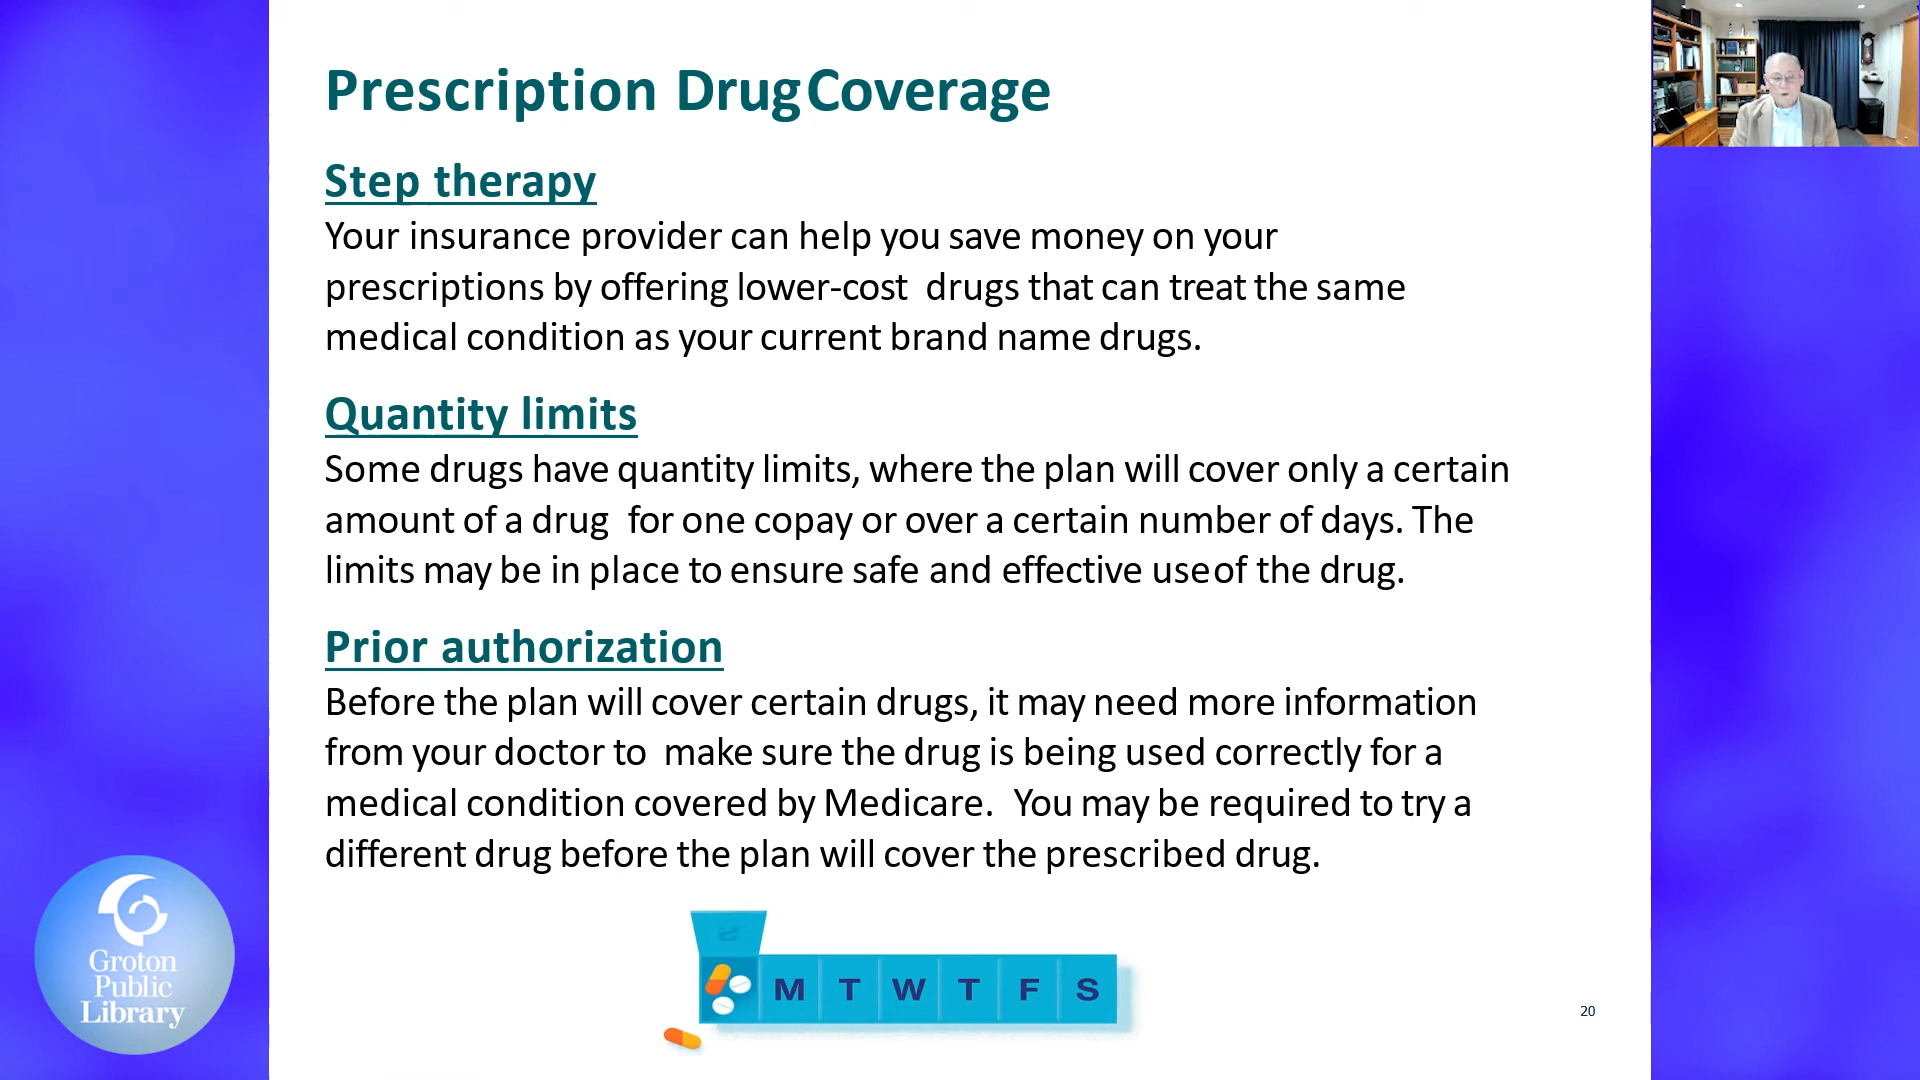 Prescription Drug Coverage
Step therapy
Your insurance provider can help you save money on your
prescriptions by offering lower-cost drugs that can treat the same
medical condition as your current brand name drugs.
Quantity limits
Some drugs have quantity limits, where the plan will cover only a certain
amount of a drug for one copay or over a certain number of days. The
limits may be in place to ensure safe and effective use of the drug.
Prior authorization
Before the plan will cover certain drugs, it may need more information
from your doctor to make sure the drug is being used correctly for a
medical condition covered by Medicare. You may be required to try a
different drug before the plan will cover the prescribed drug.
S
M T W T F S
20
Groton
Public
Library